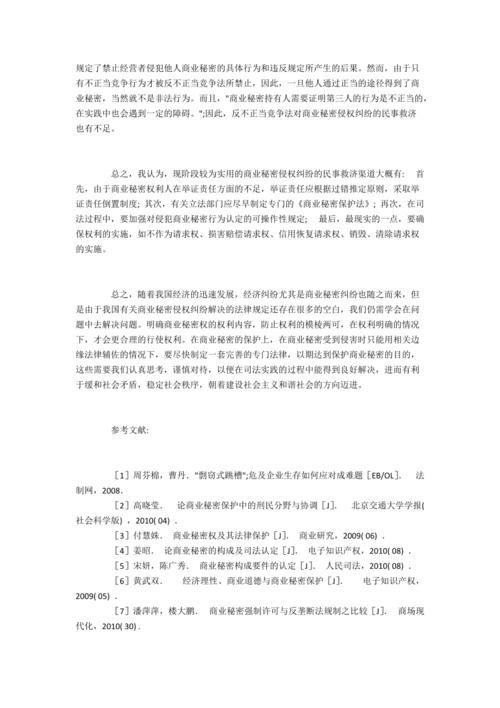 规定了禁止经营者侵犯他人商业秘密的具体行为和违反规定所产生的后果。然而，由于只
有不正当竞争行为才被反不正当竞争法所禁止，因此，一旦他人通过正当的途径得到了商
业秘密，当然就不是非法行为。而且，"商业秘密持有人需要证明第三人的行为是不正当的，
在实践中也会遇到一定的障碍。";因此，反不正当竞争法对商业秘密侵权纠纷的民事救济
也有不足。
总之，我认为，现阶段较为实用的商业秘密侵权纠纷的民事救济渠道大概有:　首
先，由于商业秘密权利人在举证责任方面的不足，举证责任应根据过错推定原则，采取举
证责任倒置制度; 其次，有关立法部门应尽早制定专门的《商业秘密保护法》; 再次，在司
法过程中，要加强对侵犯商业秘密行为认定的可操作性规定;　最后，最现实的一点，要确
保权利的实施，如不作为请求权、损害赔偿请求权、信用恢复请求权、销毁、清除请求权
的实施。
总之，随着我国经济的迅速发展，经济纠纷尤其是商业秘密纠纷也随之而来，但
是由于我国有关商业秘密侵权纠纷解决的法律规定还存在很多的空白，我们仍需学会在问
题中去解决问题。明确商业秘密权的权利内容，防止权利的模棱两可，在权利明确的情况
下，才会更合理的行使权利。在商业秘密的保护上，在商业秘密受到侵害时只能用相关边
缘法律辅佐的情况下，要尽快制定一套完善的专门法律，以期达到保护商业秘密的目的，
这些需要我们认真思考，谨慎对待，以便在司法实践的过程中能得到良好解决，进而有利
于缓和社会矛盾，稳定社会秩序，朝着建设社会主义和谐社会的方向迈进。
参考文献:
［1］周芬棉，曹丹．"剽窃式跳槽";危及企业生存如何应对成难题［EB/OL］．　法
制网，2008．
［2］高晓莹．　论商业秘密保护中的刑民分野与协调［J］．　北京交通大学学报(
社会科学版) ，2010( 04) ．
［3］付慧姝．　商业秘密权及其法律保护［J］．商业研究，2009( 06) ．
［4］姜昭．　论商业秘密的构成及司法认定［J］．　电子知识产权，2010( 08) ．
［5］宋妍，陈广秀．　商业秘密构成要件的认定［J］．　人民司法，2010( 08) ．
［6］黄武双．　　经济理性、商业道德与商业秘密保护［J］．　　电子知识产权，
2009( 05) ．
［7］潘萍萍，楼大鹏．　商业秘密强制许可与反垄断法规制之比较［J］．　商场现
代化，2010( 30) ．